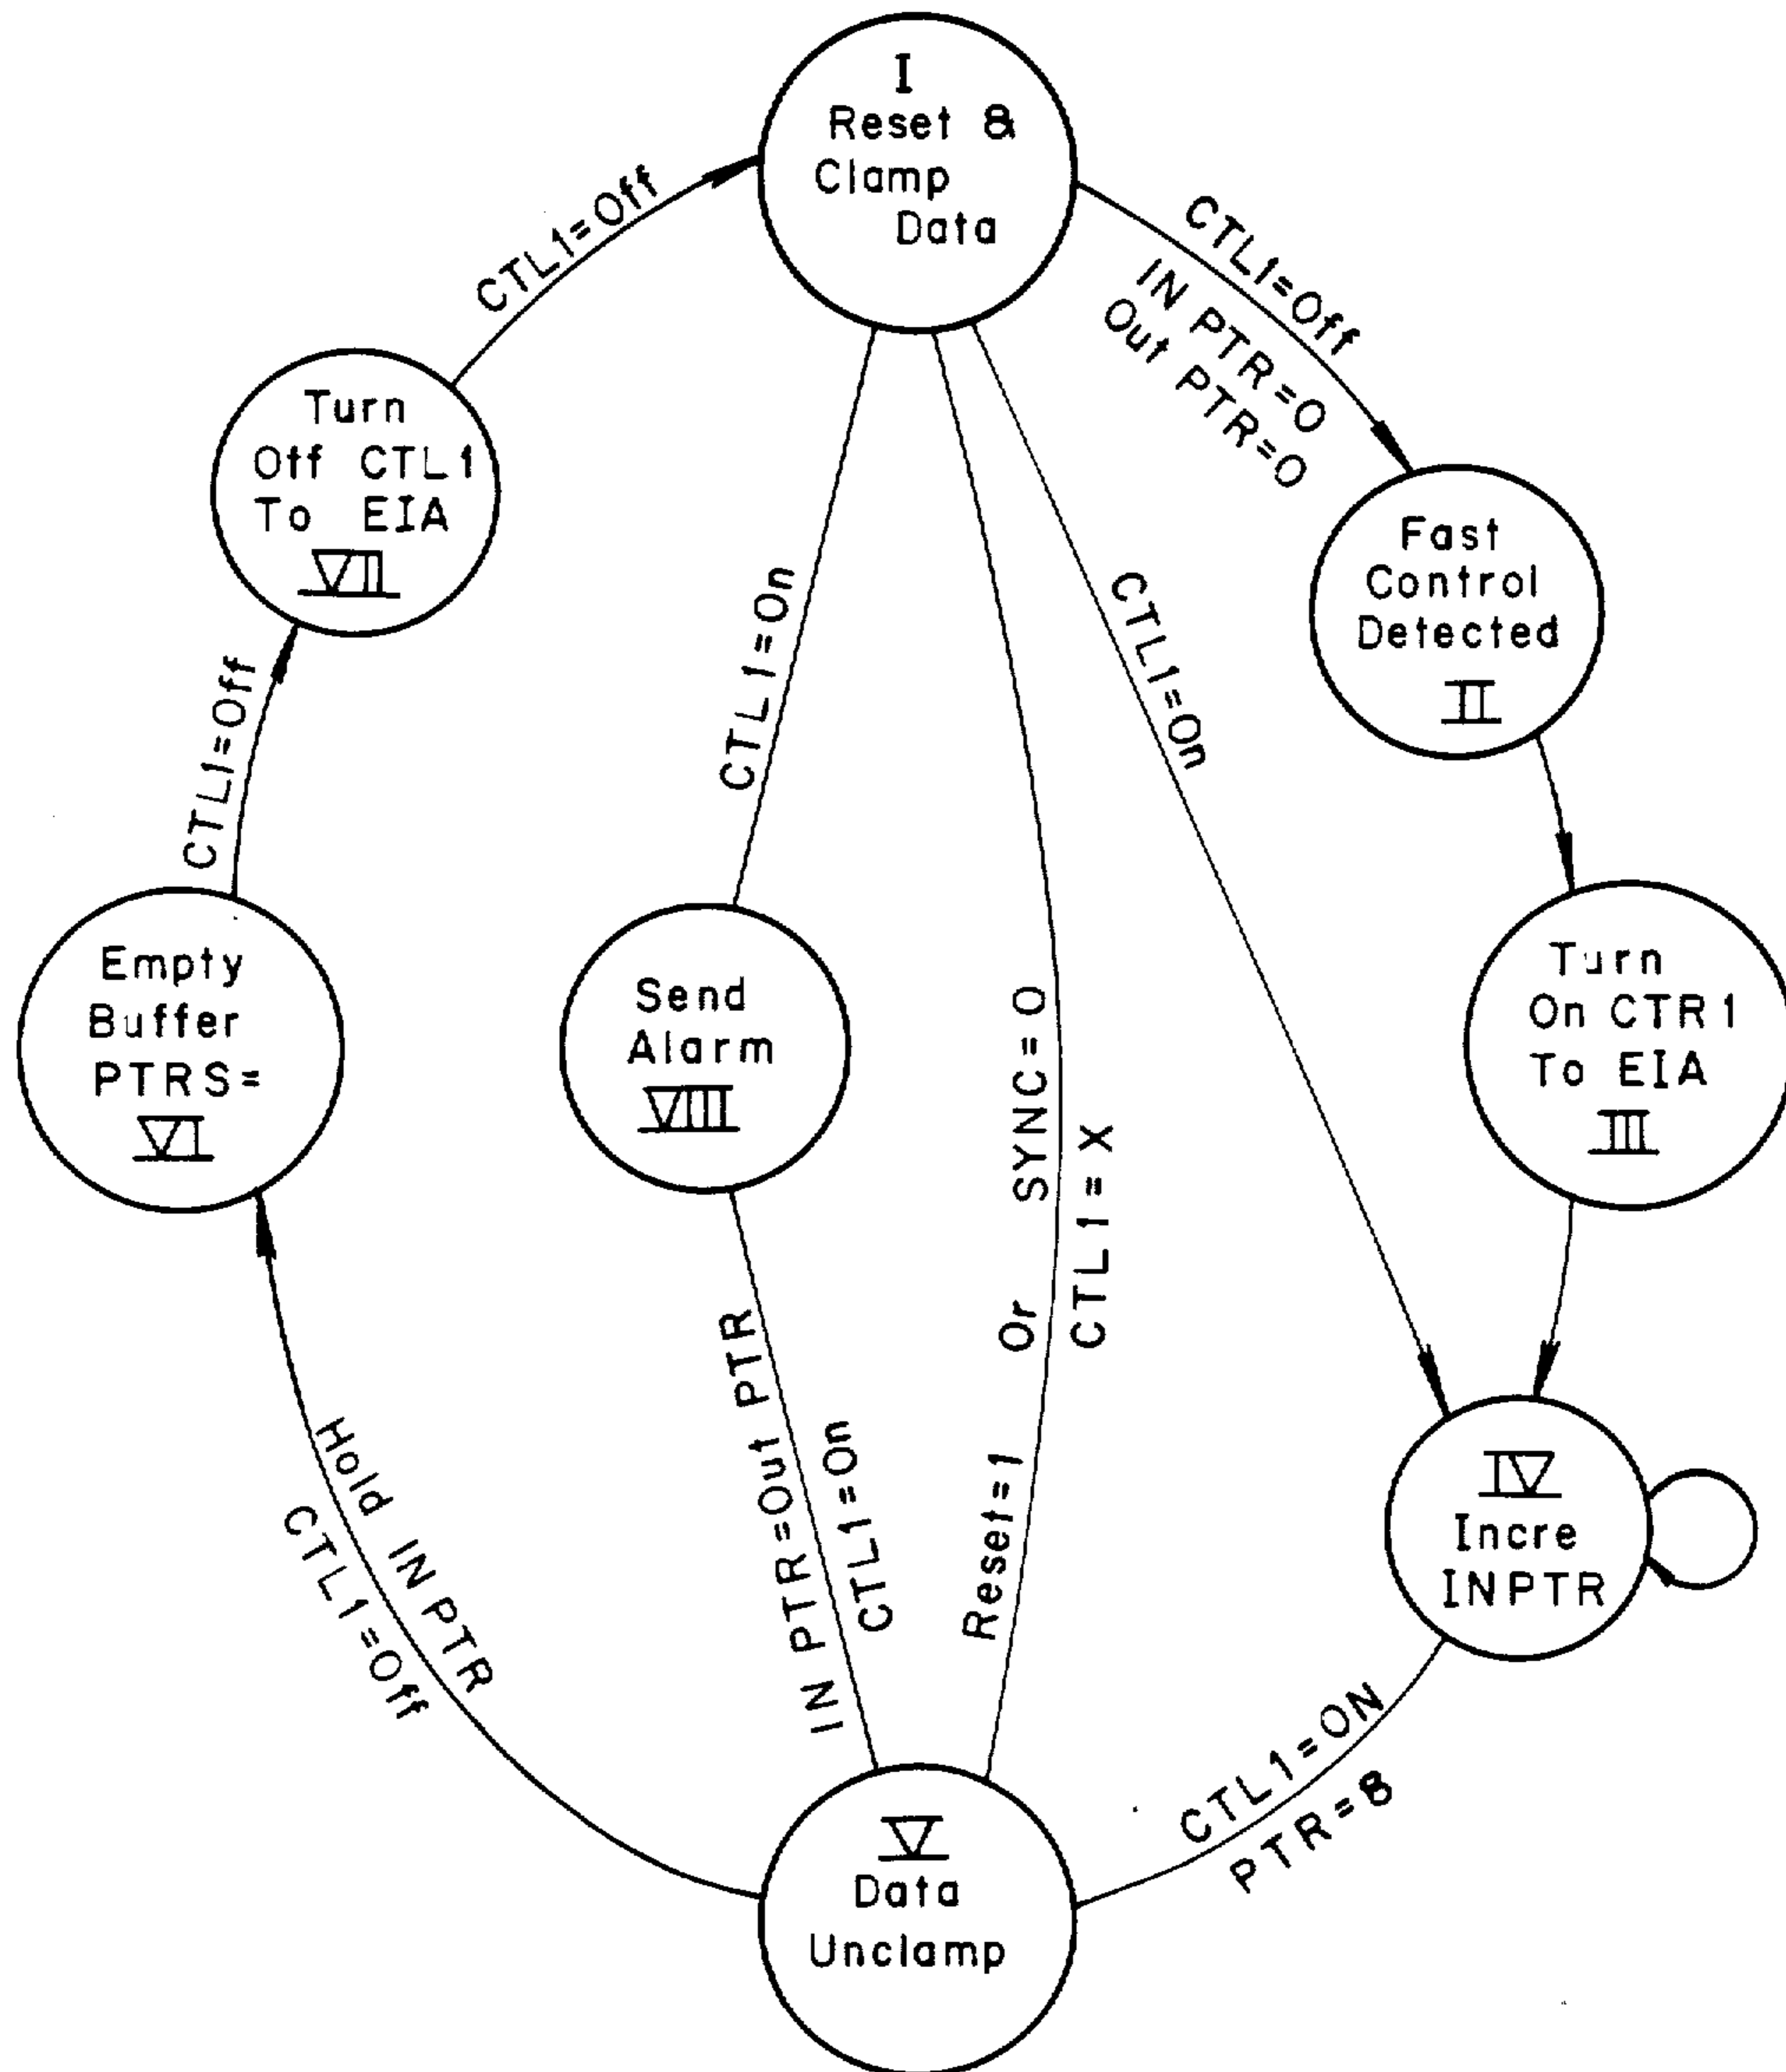 I
Reset &
Clamp
Data
CTL1=Off
CTL1=Off
IN PTR=0
Out PTR=0
Turn
Off CTL1
To EIA
VII
Fast
Control
Detected
II
CTL1=On
CTL1=On
CTL1=Off
Empty
Buffer
PTRS=
VI
Send
Alarm
VIII
Turn
On CTR1
To EIA
III
Reset=1 Or SYNC=0
CTL1=X
IN PTR=Out PTR
CTL1=On
Hold IN PTR
CTL1=Off
IV
Incre
INPTR
CTL1=ON
PTR=8
V
Data
Unclamp